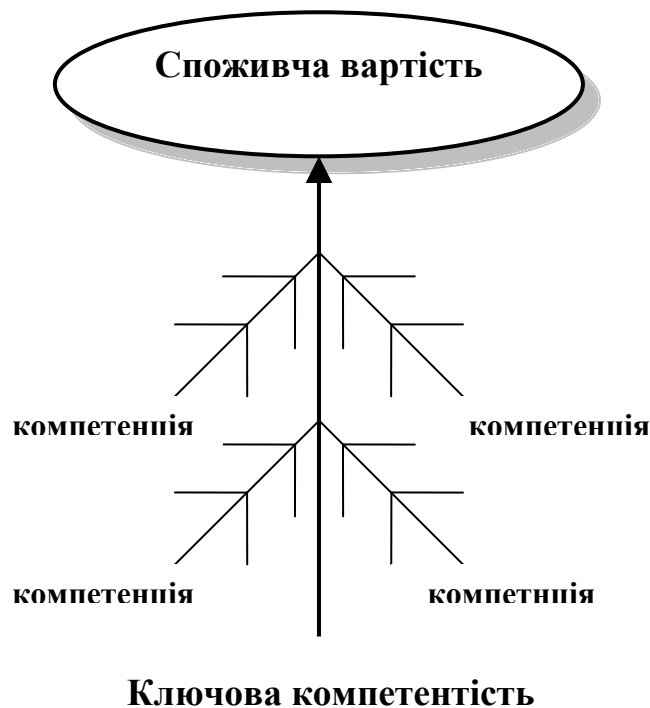 Споживча вартість
компетенція
компетенція
компетенція
компетнція
Ключова компетентість